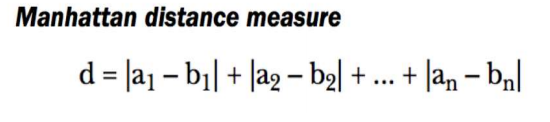 Manhattan distance measure
d = |a₁ – b₁| + |a₂ – b₂| + ... + |aₙ – bₙ|